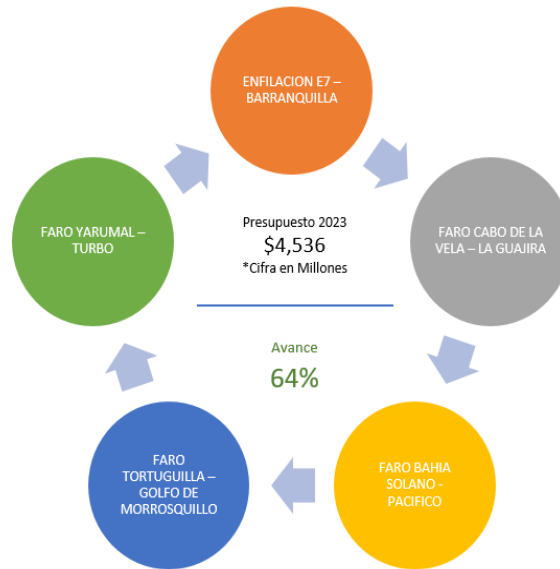 ENFILACION E7 –
BARRANQUILLA
FARO YARUMAL –
TURBO
Presupuesto 2023
$4,536
*Cifra en Millones
FARO CABO DE LA
VELA – LA GUAJIRA
Avance
64%
FARO
TORTUGUILLA –
GOLFO DE
MORROSQUILLO
FARO BAHIA
SOLANO -
PACIFICO